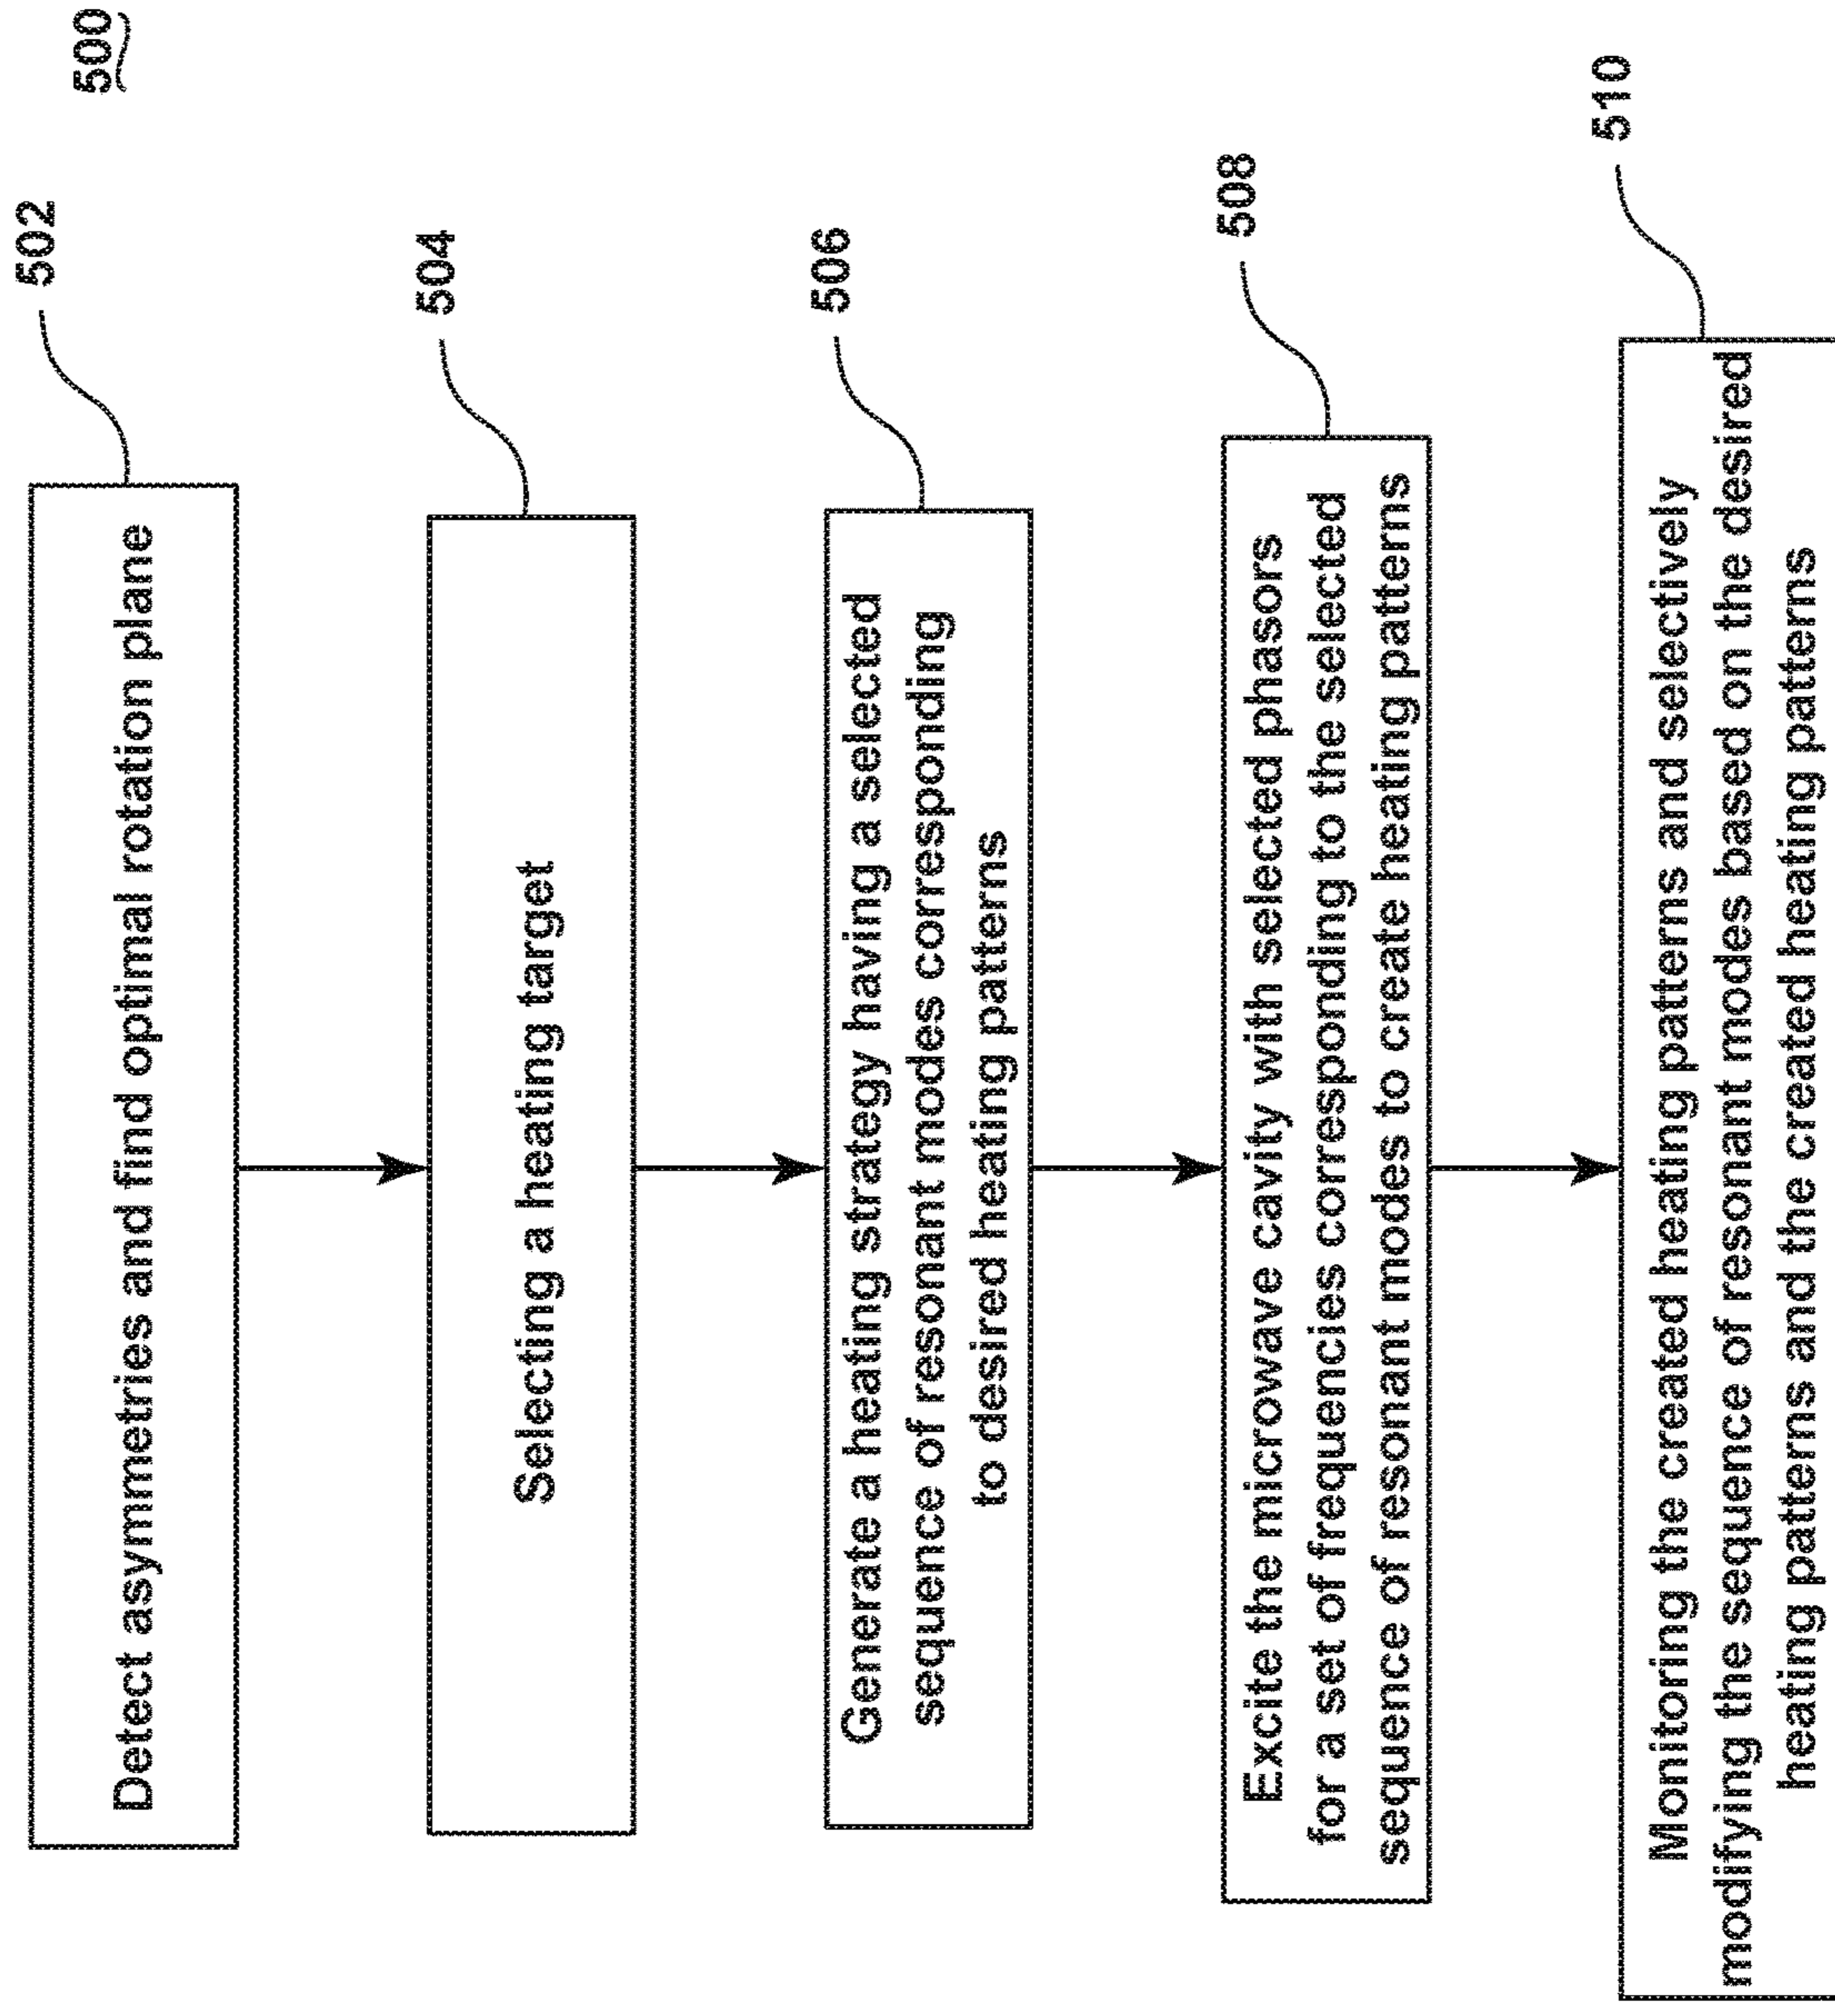 500
502
Detect asymmetries and find optimal rotation plane
504
Selecting a heating target
506
Generate a heating strategy having a selected
sequence of resonant modes corresponding
to desired heating patterns
508
Excite the microwave cavity with selected phasors
for a set of frequencies corresponding to the selected
sequence of resonant modes to create heating patterns
510
Monitoring the created heating patterns and selectively
modifying the sequence of resonant modes based on the desired
heating patterns and the created heating patterns